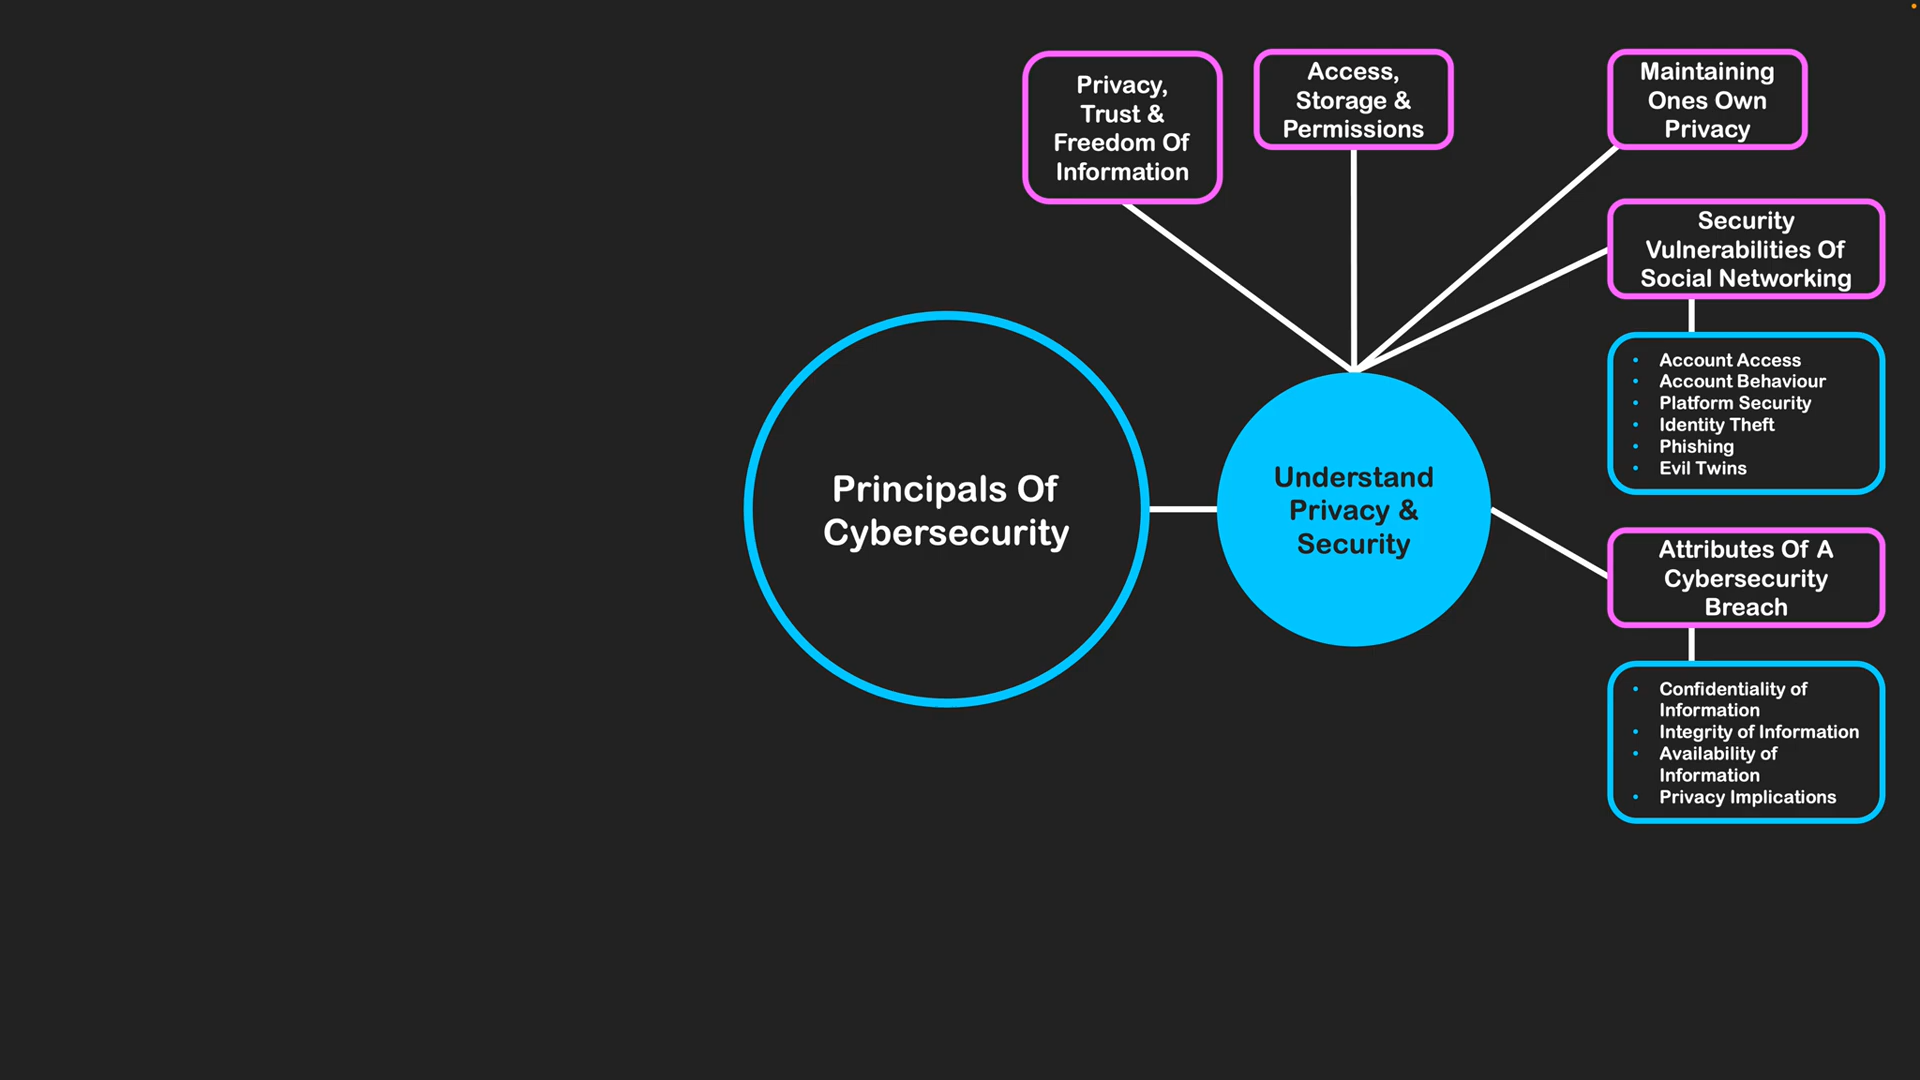 Privacy,
Trust &
Freedom Of
Information
Access,
Storage &
Permissions
Maintaining
Ones Own
Privacy
Security
Vulnerabilities Of
Social Networking
• Account Access
• Account Behaviour
• Platform Security
• Identity Theft
• Phishing
• Evil Twins
Principals Of
Cybersecurity
Understand
Privacy &
Security
Attributes Of A
Cybersecurity
Breach
• Confidentiality of
Information
• Integrity of Information
• Availability of
Information
• Privacy Implications